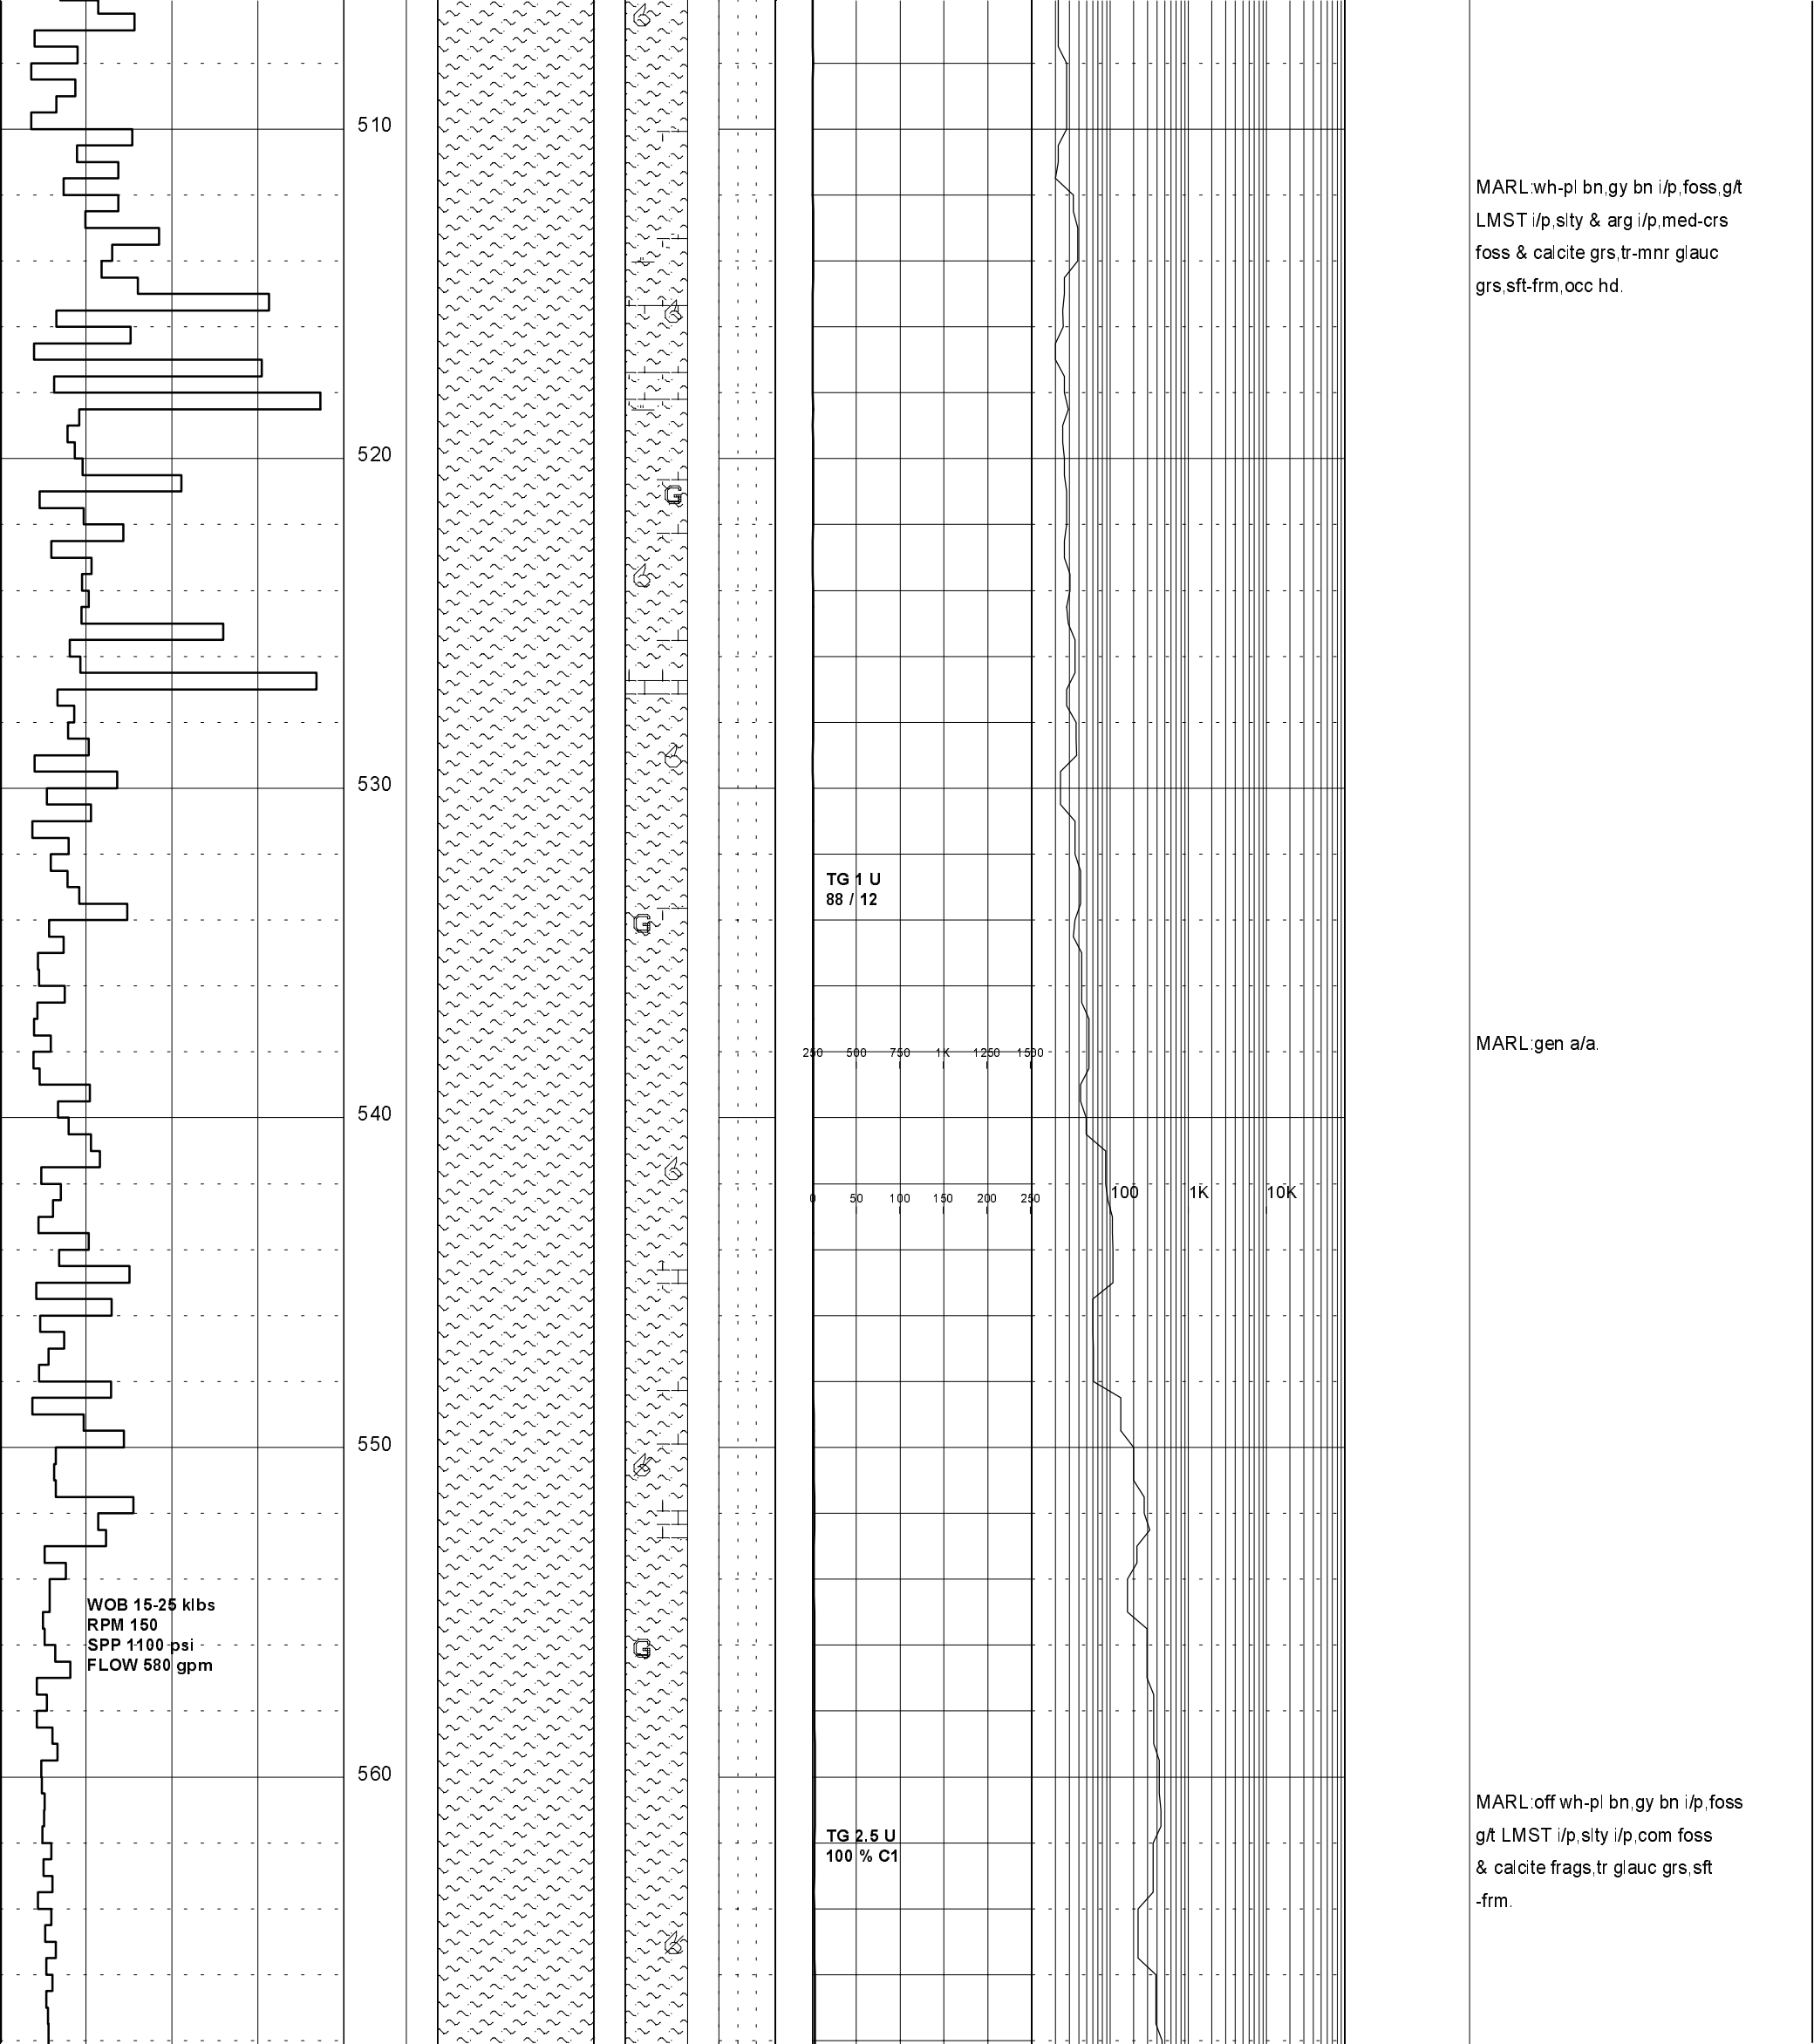 510
MARL:wh-pl bn,gy bn i/p,foss,g/t
LMST i/p,slty & arg i/p,med-crs
foss & calcite grs,tr-mnr glauc
grs,sft-frm,occ hd.
520
G
530
TG 1 U
88 / 12
G
MARL:gen a/a.
250 500 750 1K 1250 1500
540
100 1K 10K
0 50 100 150 200 250
550
WOB 15-25 klbs
RPM 150
SPP 1100 psi
FLOW 580 gpm
G
560
MARL:off wh-pl bn,gy bn i/p,foss
g/t LMST i/p,slty i/p,com foss
& calcite frags,tr glauc grs,sft
-frm.
TG 2.5 U
100 % C1